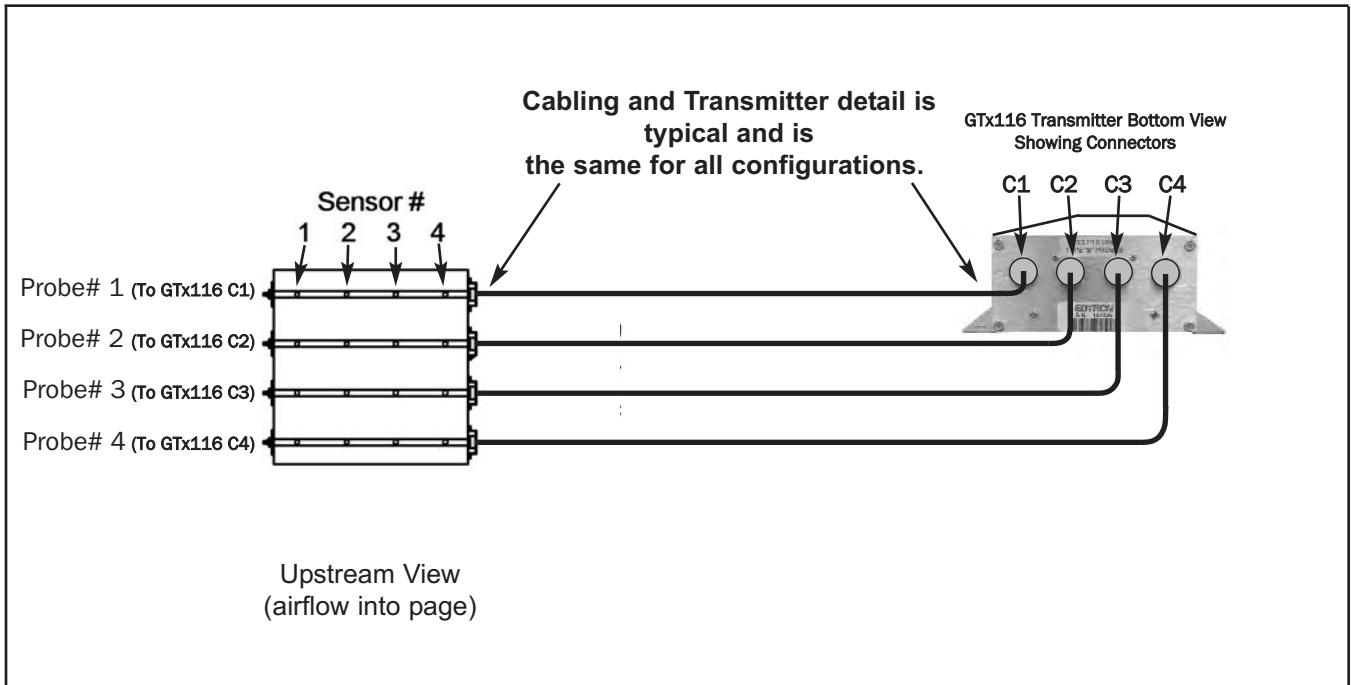 Cabling and Transmitter detail is
typical and is
the same for all configurations.
GTx116 Transmitter Bottom View
Showing Connectors
C1 C2 C3 C4
Sensor #
1 2 3 4
Probe# 1 (To GTx116 C1)
Probe# 2 (To GTx116 C2)
Probe# 3 (To GTx116 C3)
Probe# 4 (To GTx116 C4)
Upstream View
(airflow into page)